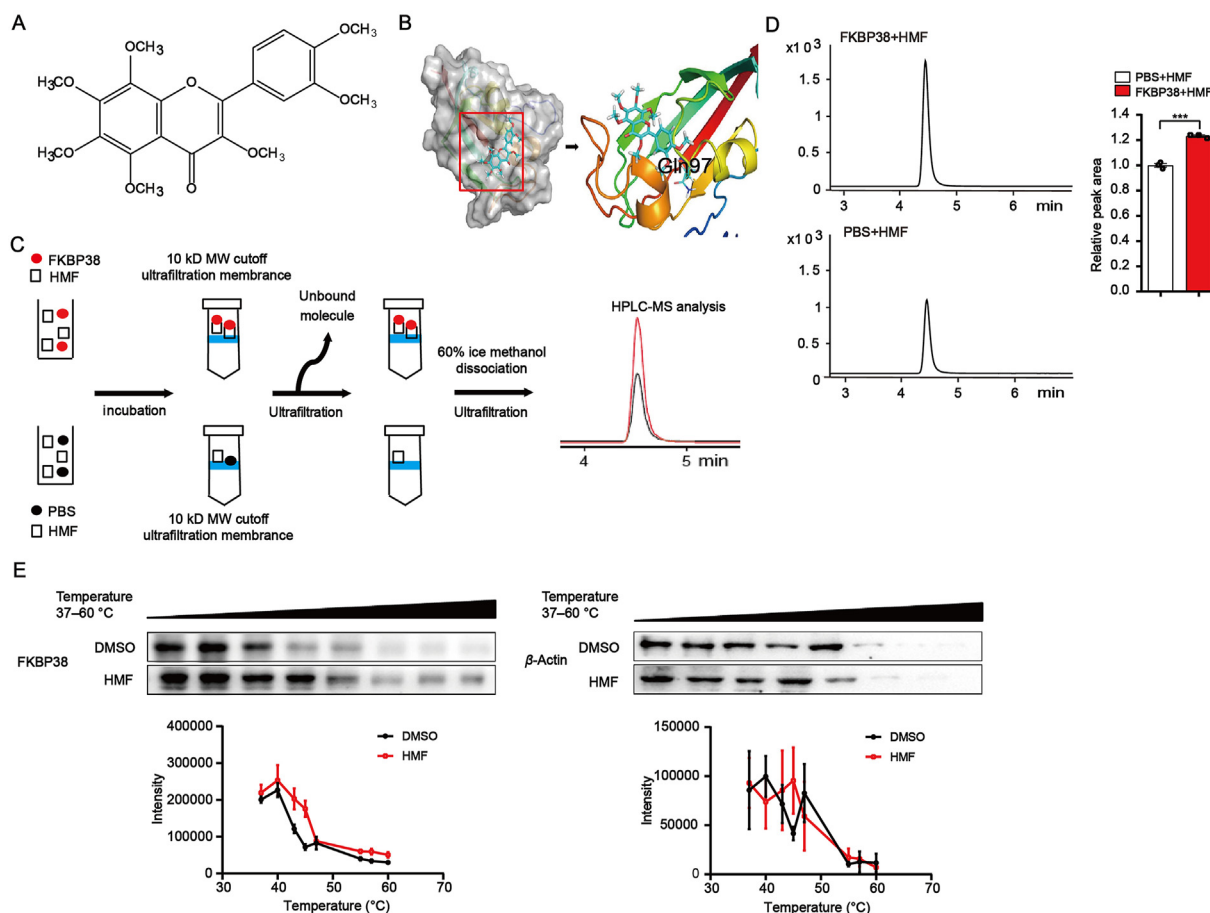 A
OCH₃
OCH₃
OCH₃
H₃CO
OCH₃
H₃CO
OCH₃
O
O
B
Gln97
C
FKBP38
HMF
10 kD MW cutoff
ultrafiltration membrance
Unbound
molecule
incubation
Ultrafiltration
60% ice methanol
dissociation
Ultrafiltration
HPLC-MS analysis
4 5 min
PBS
HMF
10 kD MW cutoff
ultrafiltration membrance
D
x10³
FKBP38+HMF
1.5
1
0.5
0
3 4 5 6 min
x10³
PBS+HMF
1.5
1
0.5
0
3 4 5 6 min
PBS+HMF
FKBP38+HMF
***
Relative peak area
1.4
1.2
1.0
0.8
0.6
0.4
0.2
0.0
E
Temperature
37–60 °C
FKBP38
DMSO
HMF
Intensity
400000
300000
200000
100000
0
30 40 50 60 70
Temperature (°C)
DMSO
HMF
Temperature
37–60 °C
β-Actin
DMSO
HMF
Intensity
150000
100000
50000
0
30 40 50 60 70
Temperature (°C)
DMSO
HMF